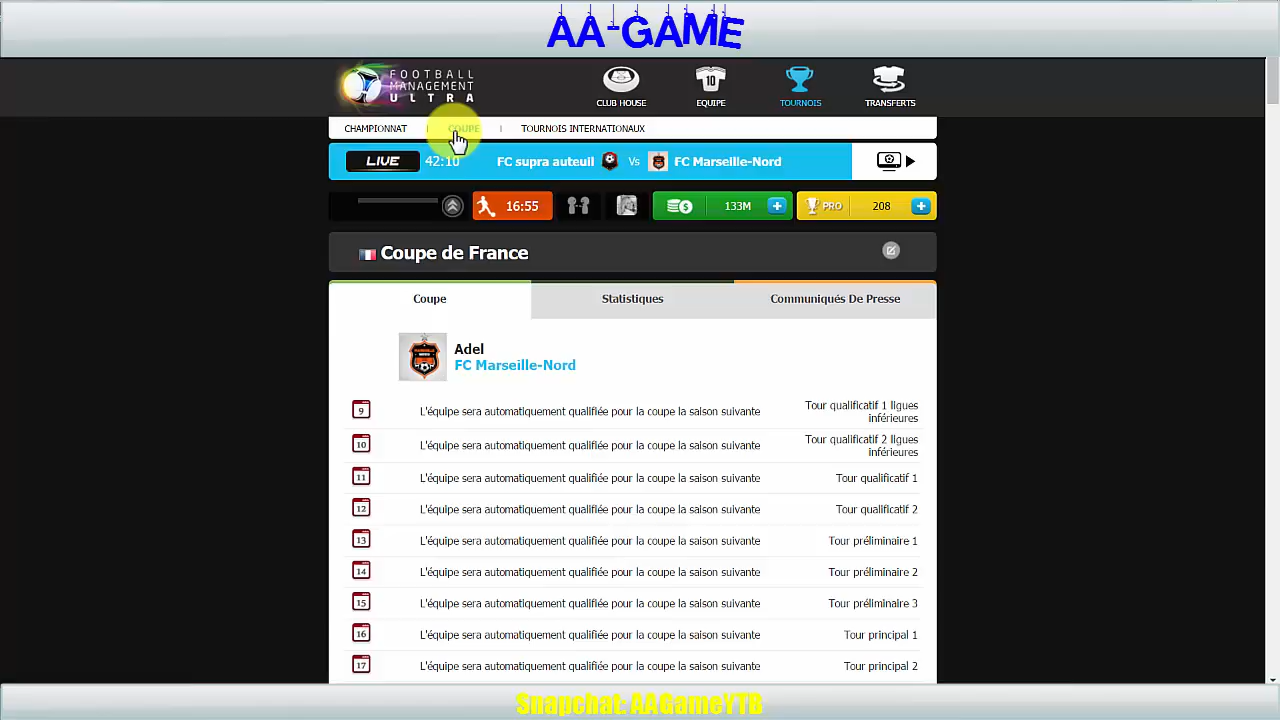 AA-GAME
FOOTBALL
MANAGEMENT
ULTRA
10
CLUB HOUSE
EQUIPE
TOURNOIS
TRANSFERTS
CHAMPIONNAT
COUPE
TOURNOIS INTERNATIONAUX
LIVE
42:10
FC supra auteuil
Vs
FC Marseille-Nord
16:55
133M
PRO
208
Coupe de France
Coupe
Statistiques
Communiqués De Presse
Adel
FC Marseille-Nord
9 L'équipe sera automatiquement qualifiée pour la coupe la saison suivante Tour qualificatif 1 ligues
inférieures
10 L'équipe sera automatiquement qualifiée pour la coupe la saison suivante Tour qualificatif 2 ligues
inférieures
11 L'équipe sera automatiquement qualifiée pour la coupe la saison suivante Tour qualificatif 1
12 L'équipe sera automatiquement qualifiée pour la coupe la saison suivante Tour qualificatif 2
13 L'équipe sera automatiquement qualifiée pour la coupe la saison suivante Tour préliminaire 1
14 L'équipe sera automatiquement qualifiée pour la coupe la saison suivante Tour préliminaire 2
15 L'équipe sera automatiquement qualifiée pour la coupe la saison suivante Tour préliminaire 3
16 L'équipe sera automatiquement qualifiée pour la coupe la saison suivante Tour principal 1
17 L'équipe sera automatiquement qualifiée pour la coupe la saison suivante Tour principal 2
Snapchat: AAGameYTB